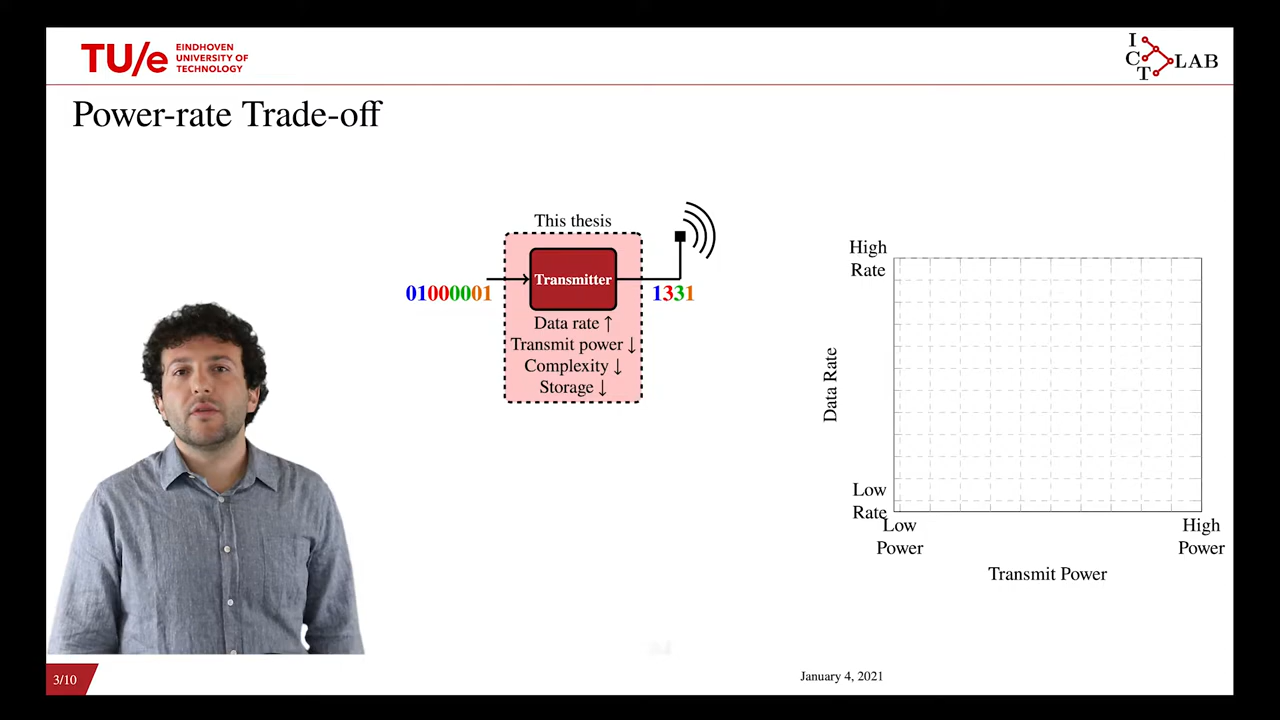 TU/e
EINDHOVEN
UNIVERSITY OF
TECHNOLOGY
I
C
T
LAB
Power-rate Trade-off
This thesis
Transmitter
01000001
1331
Data rate ↑
Transmit power ↓
Complexity ↓
Storage ↓
High
Rate
Data Rate
Low
Rate
Low
Power
High
Power
Transmit Power
3/10
January 4, 2021